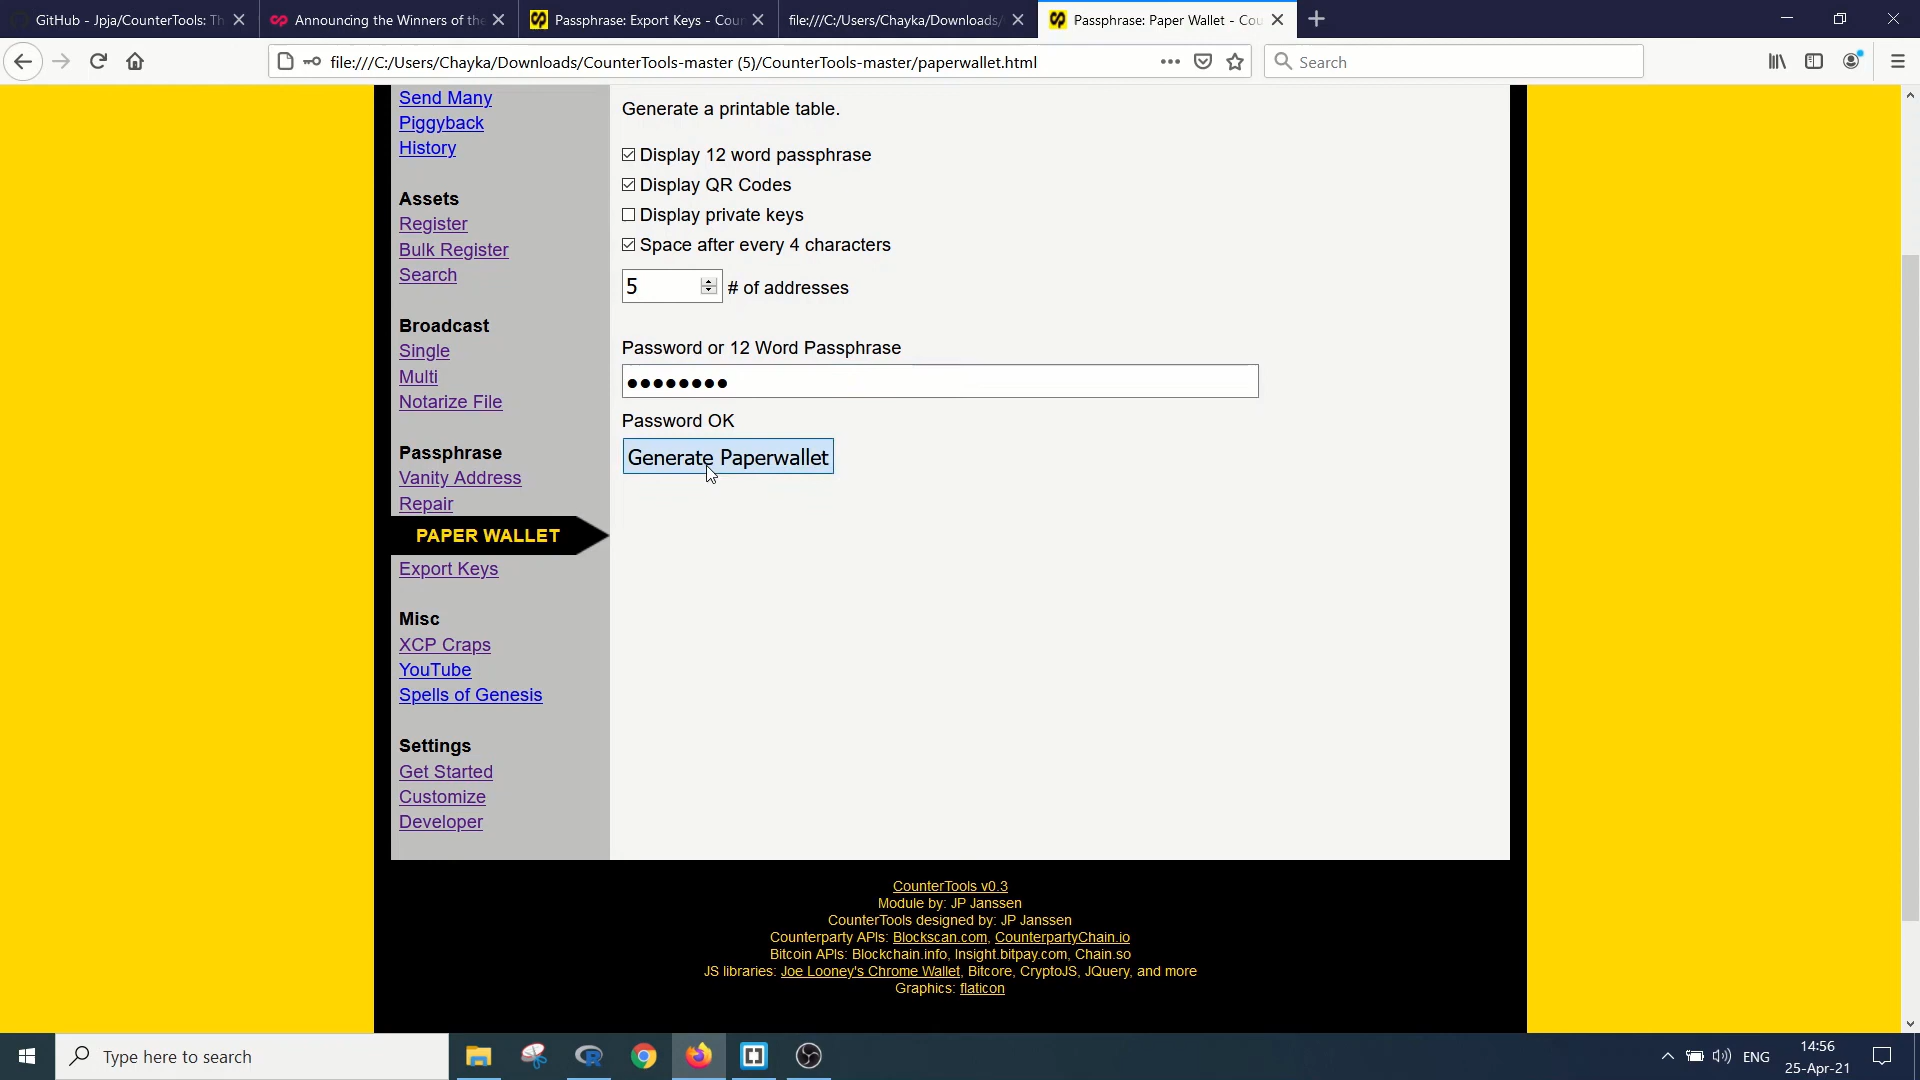 GitHub - Jpja/CounterTools: Th
Announcing the Winners of the
Passphrase: Export Keys - Cou
file:///C:/Users/Chayka/Downloads/
Passphrase: Paper Wallet - Cou
file:///C:/Users/Chayka/Downloads/CounterTools-master (5)/CounterTools-master/paperwallet.html
Search
Send Many
Piggyback
History
Assets
Register
Bulk Register
Search
Broadcast
Single
Multi
Notarize File
Passphrase
Vanity Address
Repair
PAPER WALLET
Export Keys
Misc
XCP Craps
YouTube
Spells of Genesis
Settings
Get Started
Customize
Developer
Generate a printable table.
Display 12 word passphrase
Display QR Codes
Display private keys
Space after every 4 characters
5 # of addresses
Password or 12 Word Passphrase
●●●●●●●●
Password OK
Generate Paperwallet
CounterTools v0.3
Module by: JP Janssen
CounterTools designed by: JP Janssen
Counterparty APIs: Blockscan.com, CounterpartyChain.io
Bitcoin APIs: Blockchain.info, Insight.bitpay.com, Chain.so
JS libraries: Joe Looney's Chrome Wallet, Bitcore, CryptoJS, JQuery, and more
Graphics: flaticon
Type here to search
ENG
14:56
25-Apr-21